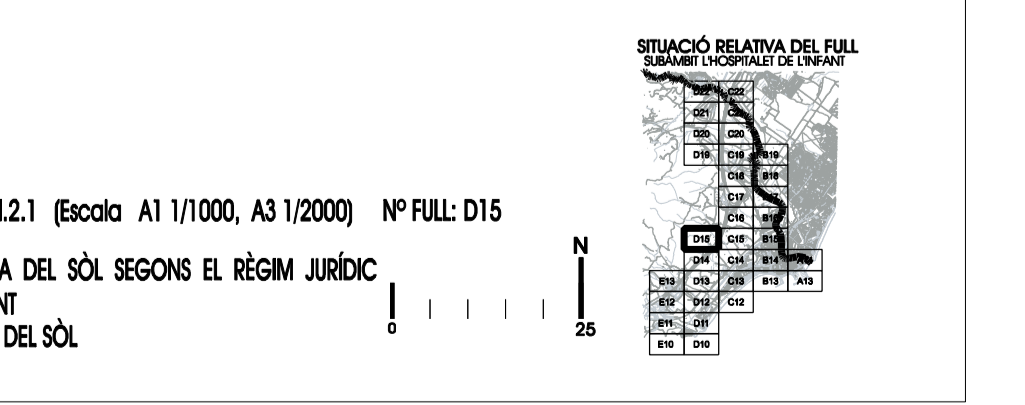 SITUACIÓ RELATIVA DEL FULL
SUBÀMBIT L'HOSPITALET DE L'INFANT
D22 C22
D21
D20 C20
D19 C19 B19
C18 B18
C17
C16
D15 C15 B15
D14 C14 B14
E13 D13 C13 B13 A13
E12 D12 C12
E11 D11
E10 D10
.2.1 (Escala A1 1/1000, A3 1/2000) Nº FULL: D15
A DEL SÒL SEGONS EL RÈGIM JURÍDIC
NT
DEL SÒL
N
0 25